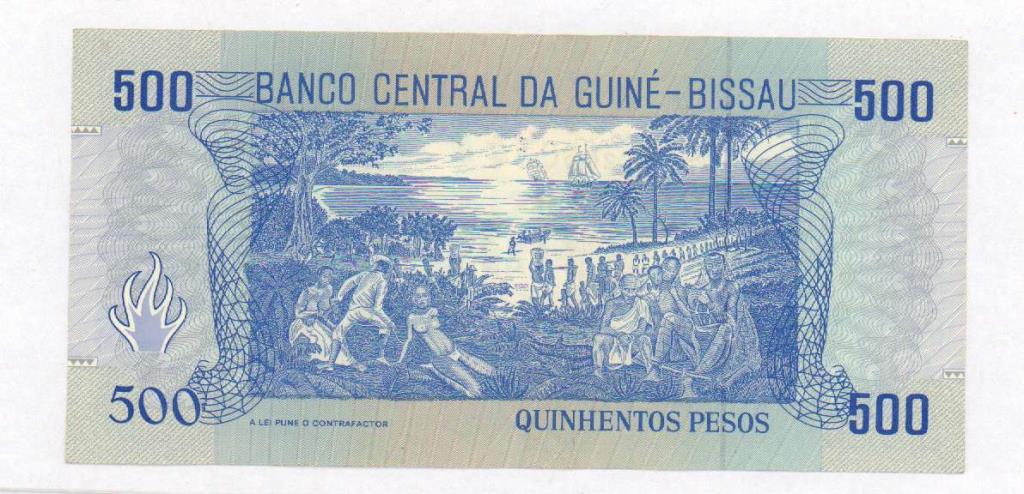 500 BANCO CENTRAL DA GUINÉ-BISSAU 500
500 A LEI PUNE O CONTRAFACTOR QUINHENTOS PESOS 500